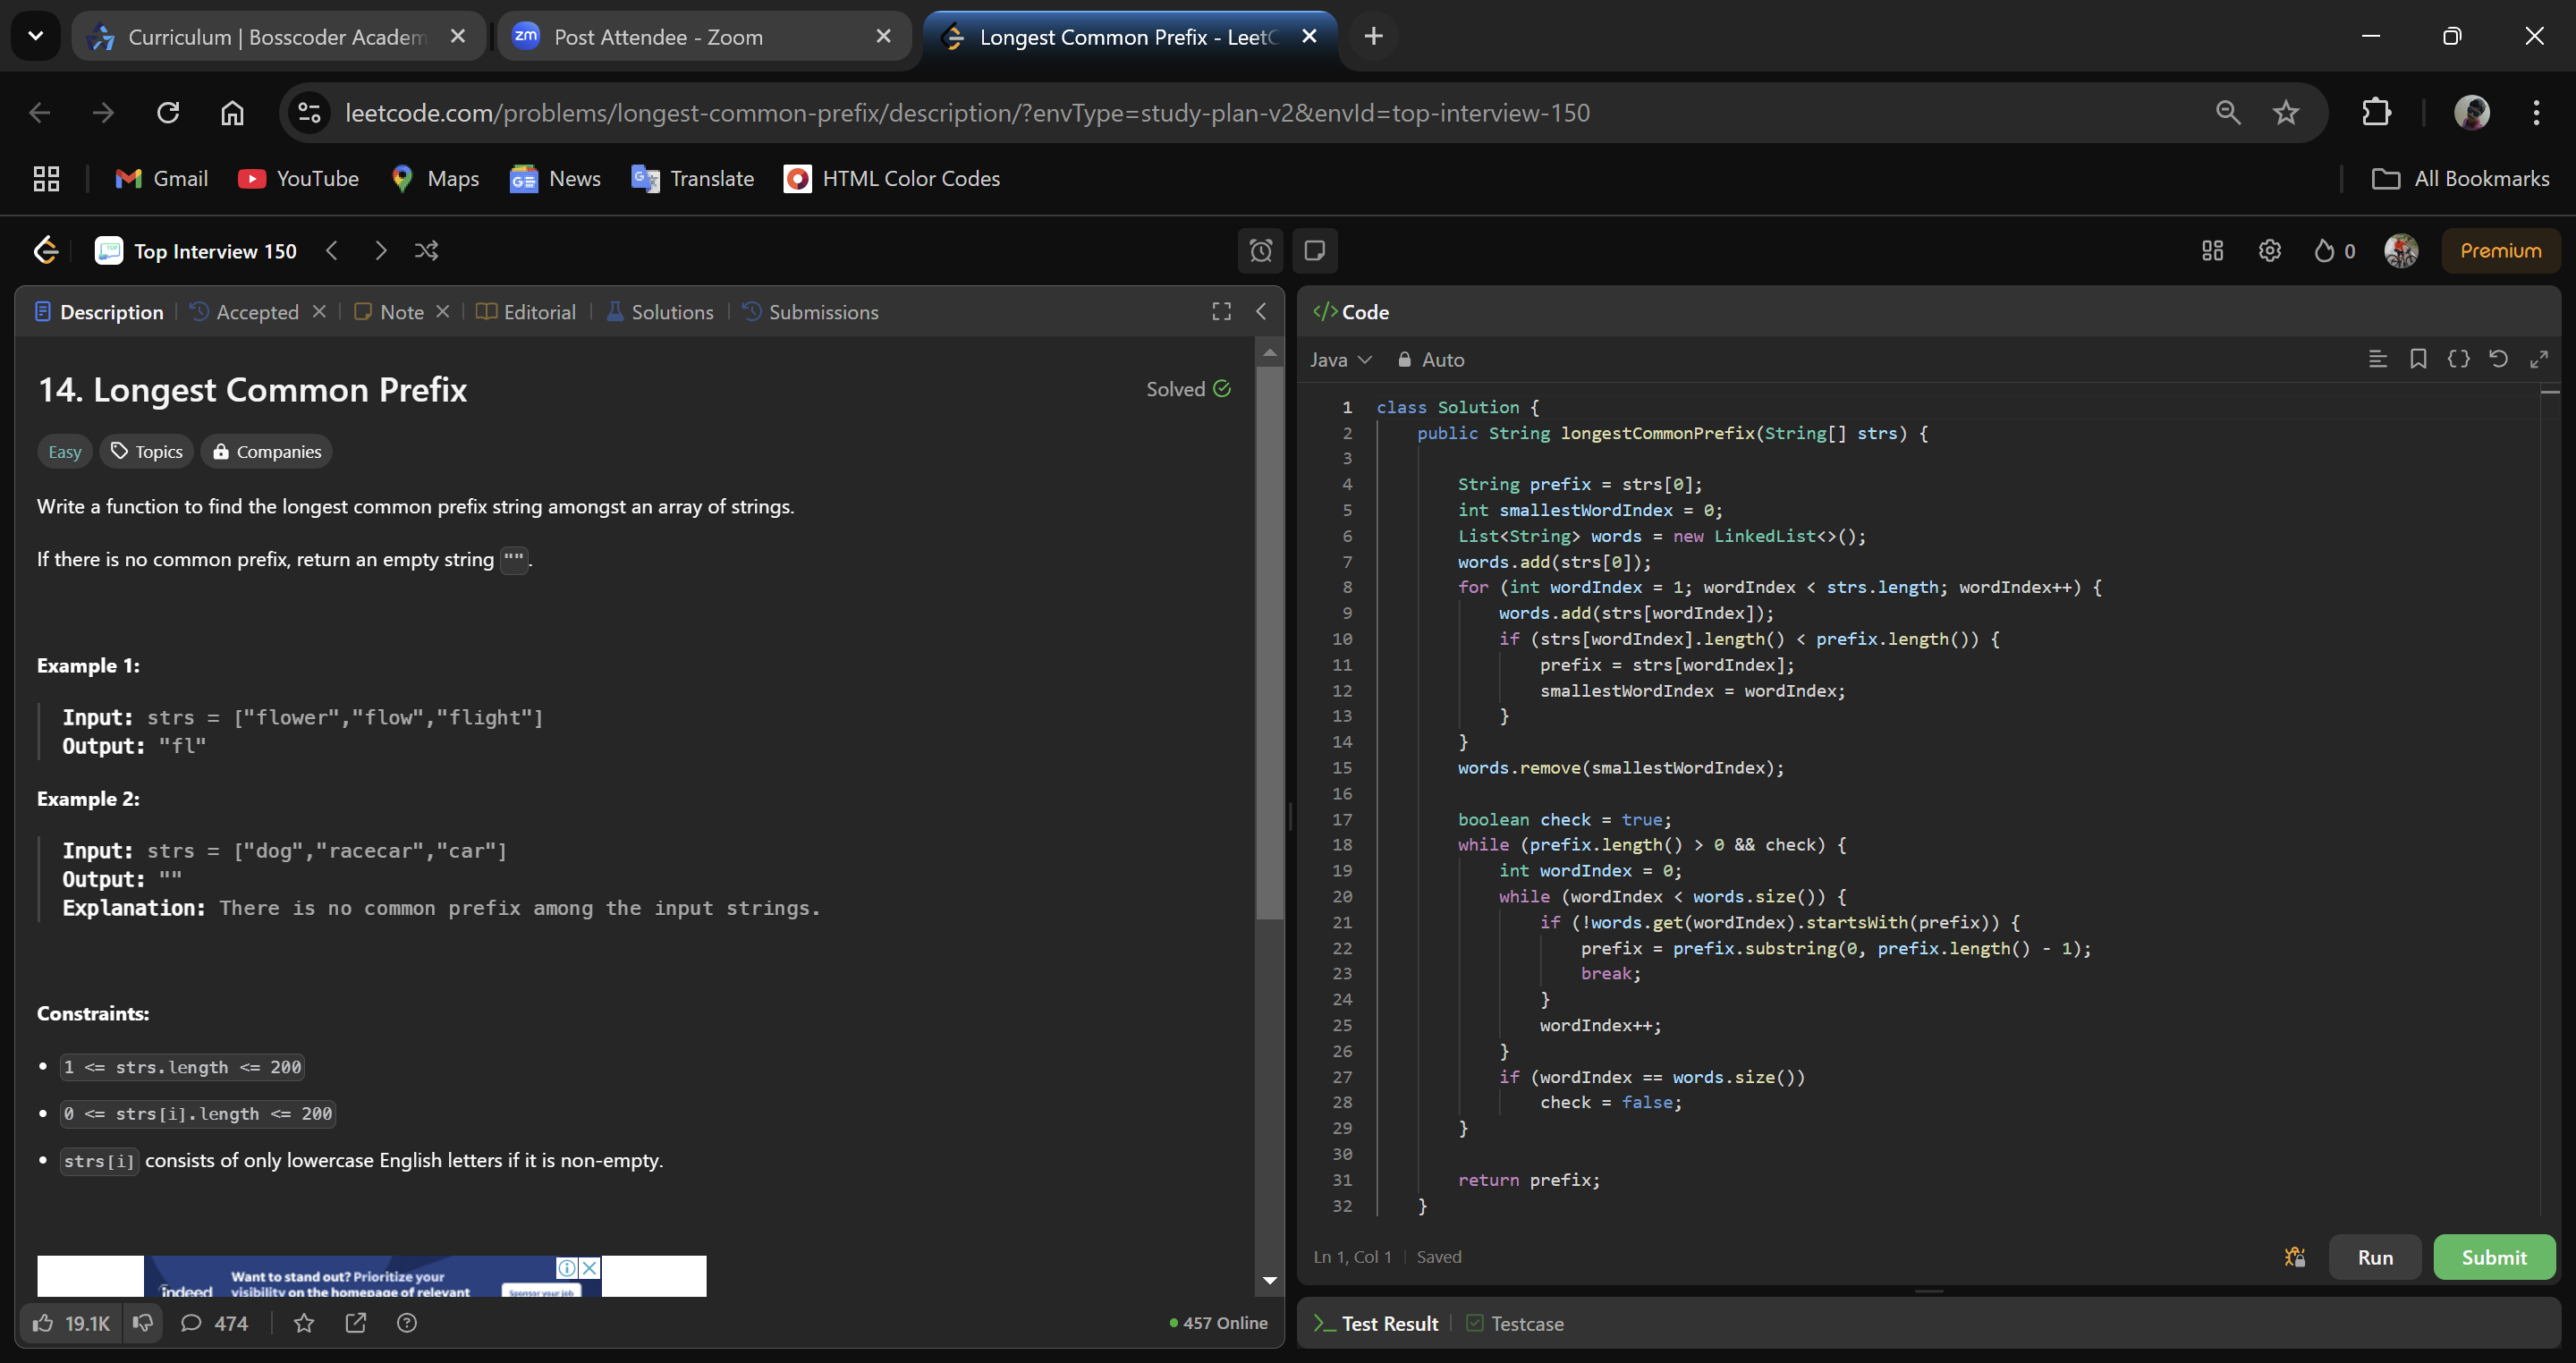 Curriculum | Bosscoder Academ
Post Attendee - Zoom
Longest Common Prefix - LeetC
leetcode.com/problems/longest-common-prefix/description/?envType=study-plan-v2&envId=top-interview-150
Gmail YouTube Maps News Translate HTML Color Codes All Bookmarks
Top Interview 150 0 Premium
Description Accepted Note Editorial Solutions Submissions
14. Longest Common Prefix Solved
Easy Topics Companies
Write a function to find the longest common prefix string amongst an array of strings.
If there is no common prefix, return an empty string "".
Example 1:
Input: strs = ["flower","flow","flight"]
Output: "fl"
Example 2:
Input: strs = ["dog","racecar","car"]
Output: ""
Explanation: There is no common prefix among the input strings.
Constraints:
• 1 <= strs.length <= 200
• 0 <= strs[i].length <= 200
• strs[i] consists of only lowercase English letters if it is non-empty.
indeed
Want to stand out? Prioritize your
visibility on the homepage of relevant
Sponsor your job
19.1K 474 457 Online
</> Code
Java Auto
1 class Solution {
2 public String longestCommonPrefix(String[] strs) {
3
4 String prefix = strs[0];
5 int smallestWordIndex = 0;
6 List<String> words = new LinkedList<>();
7 words.add(strs[0]);
8 for (int wordIndex = 1; wordIndex < strs.length; wordIndex++) {
9 words.add(strs[wordIndex]);
10 if (strs[wordIndex].length() < prefix.length()) {
11 prefix = strs[wordIndex];
12 smallestWordIndex = wordIndex;
13 }
14 }
15 words.remove(smallestWordIndex);
16
17 boolean check = true;
18 while (prefix.length() > 0 && check) {
19 int wordIndex = 0;
20 while (wordIndex < words.size()) {
21 if (!words.get(wordIndex).startsWith(prefix)) {
22 prefix = prefix.substring(0, prefix.length() - 1);
23 break;
24 }
25 wordIndex++;
26 }
27 if (wordIndex == words.size())
28 check = false;
29 }
30
31 return prefix;
32 }
Ln 1, Col 1 Saved
Run Submit
Test Result Testcase